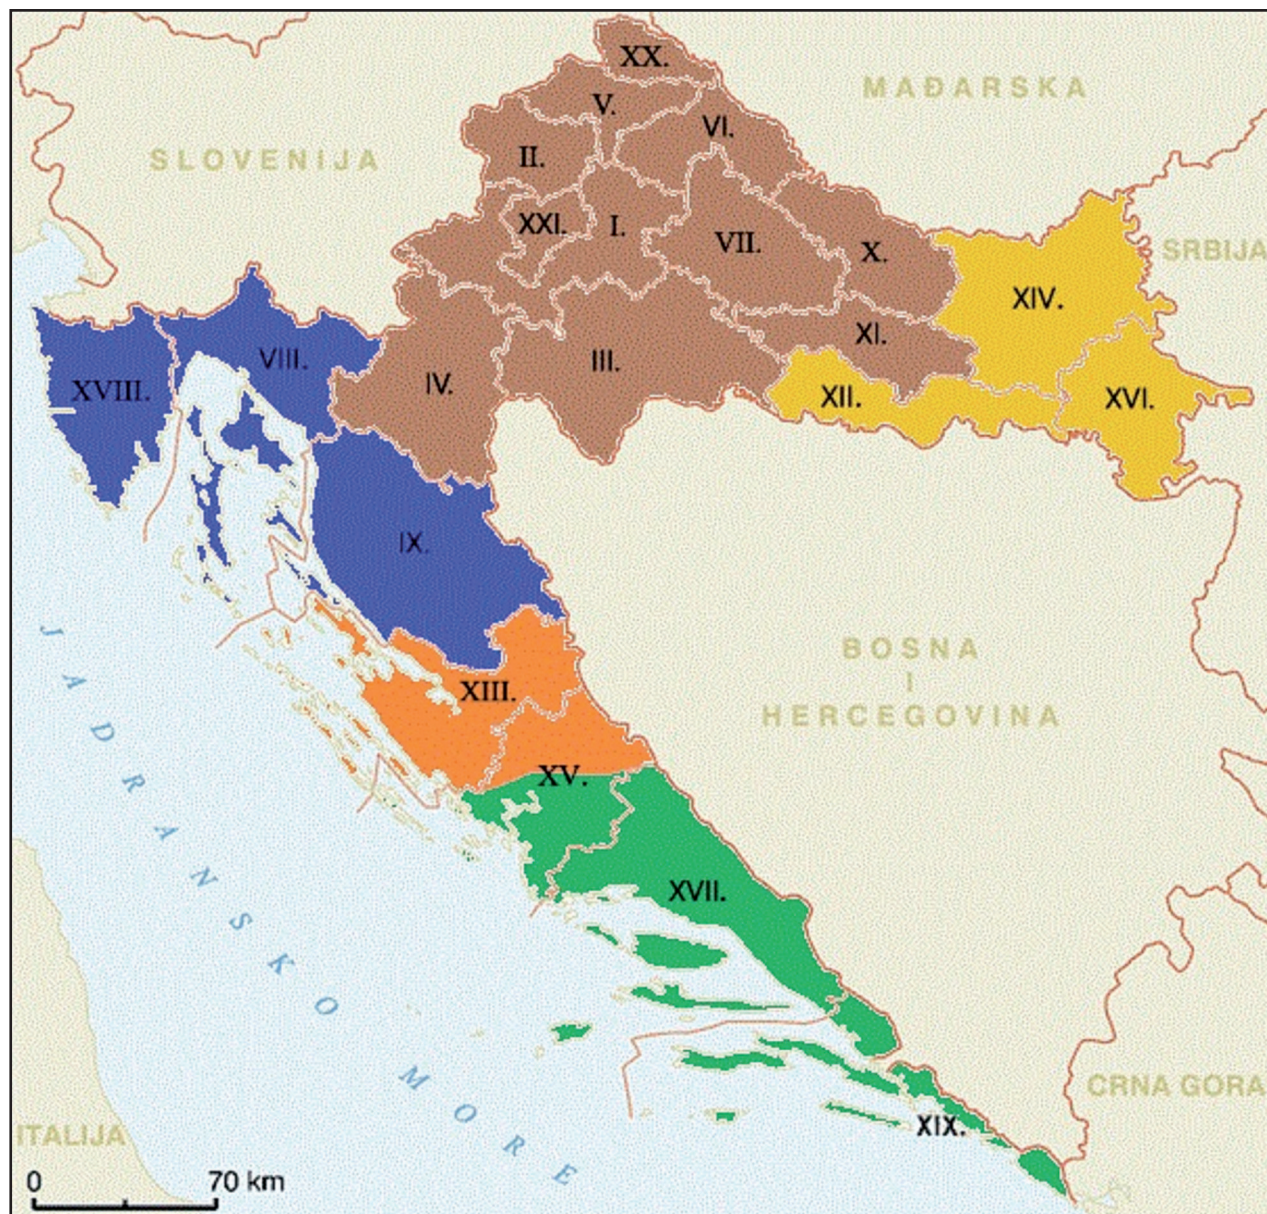 XX.
MAĐARSKA
V.
VI.
SLOVENIJA
II.
XXI.
I.
VII.
X.
SRBIJA
XIV.
XI.
VIII.
III.
IV.
XVIII.
XII.
XVI.
IX.
BOSNA
I
HERCEGOVINA
XIII.
XV.
JADRANSKO MORE
XVII.
CRNA GORA
XIX.
ITALIJA
0 70 km